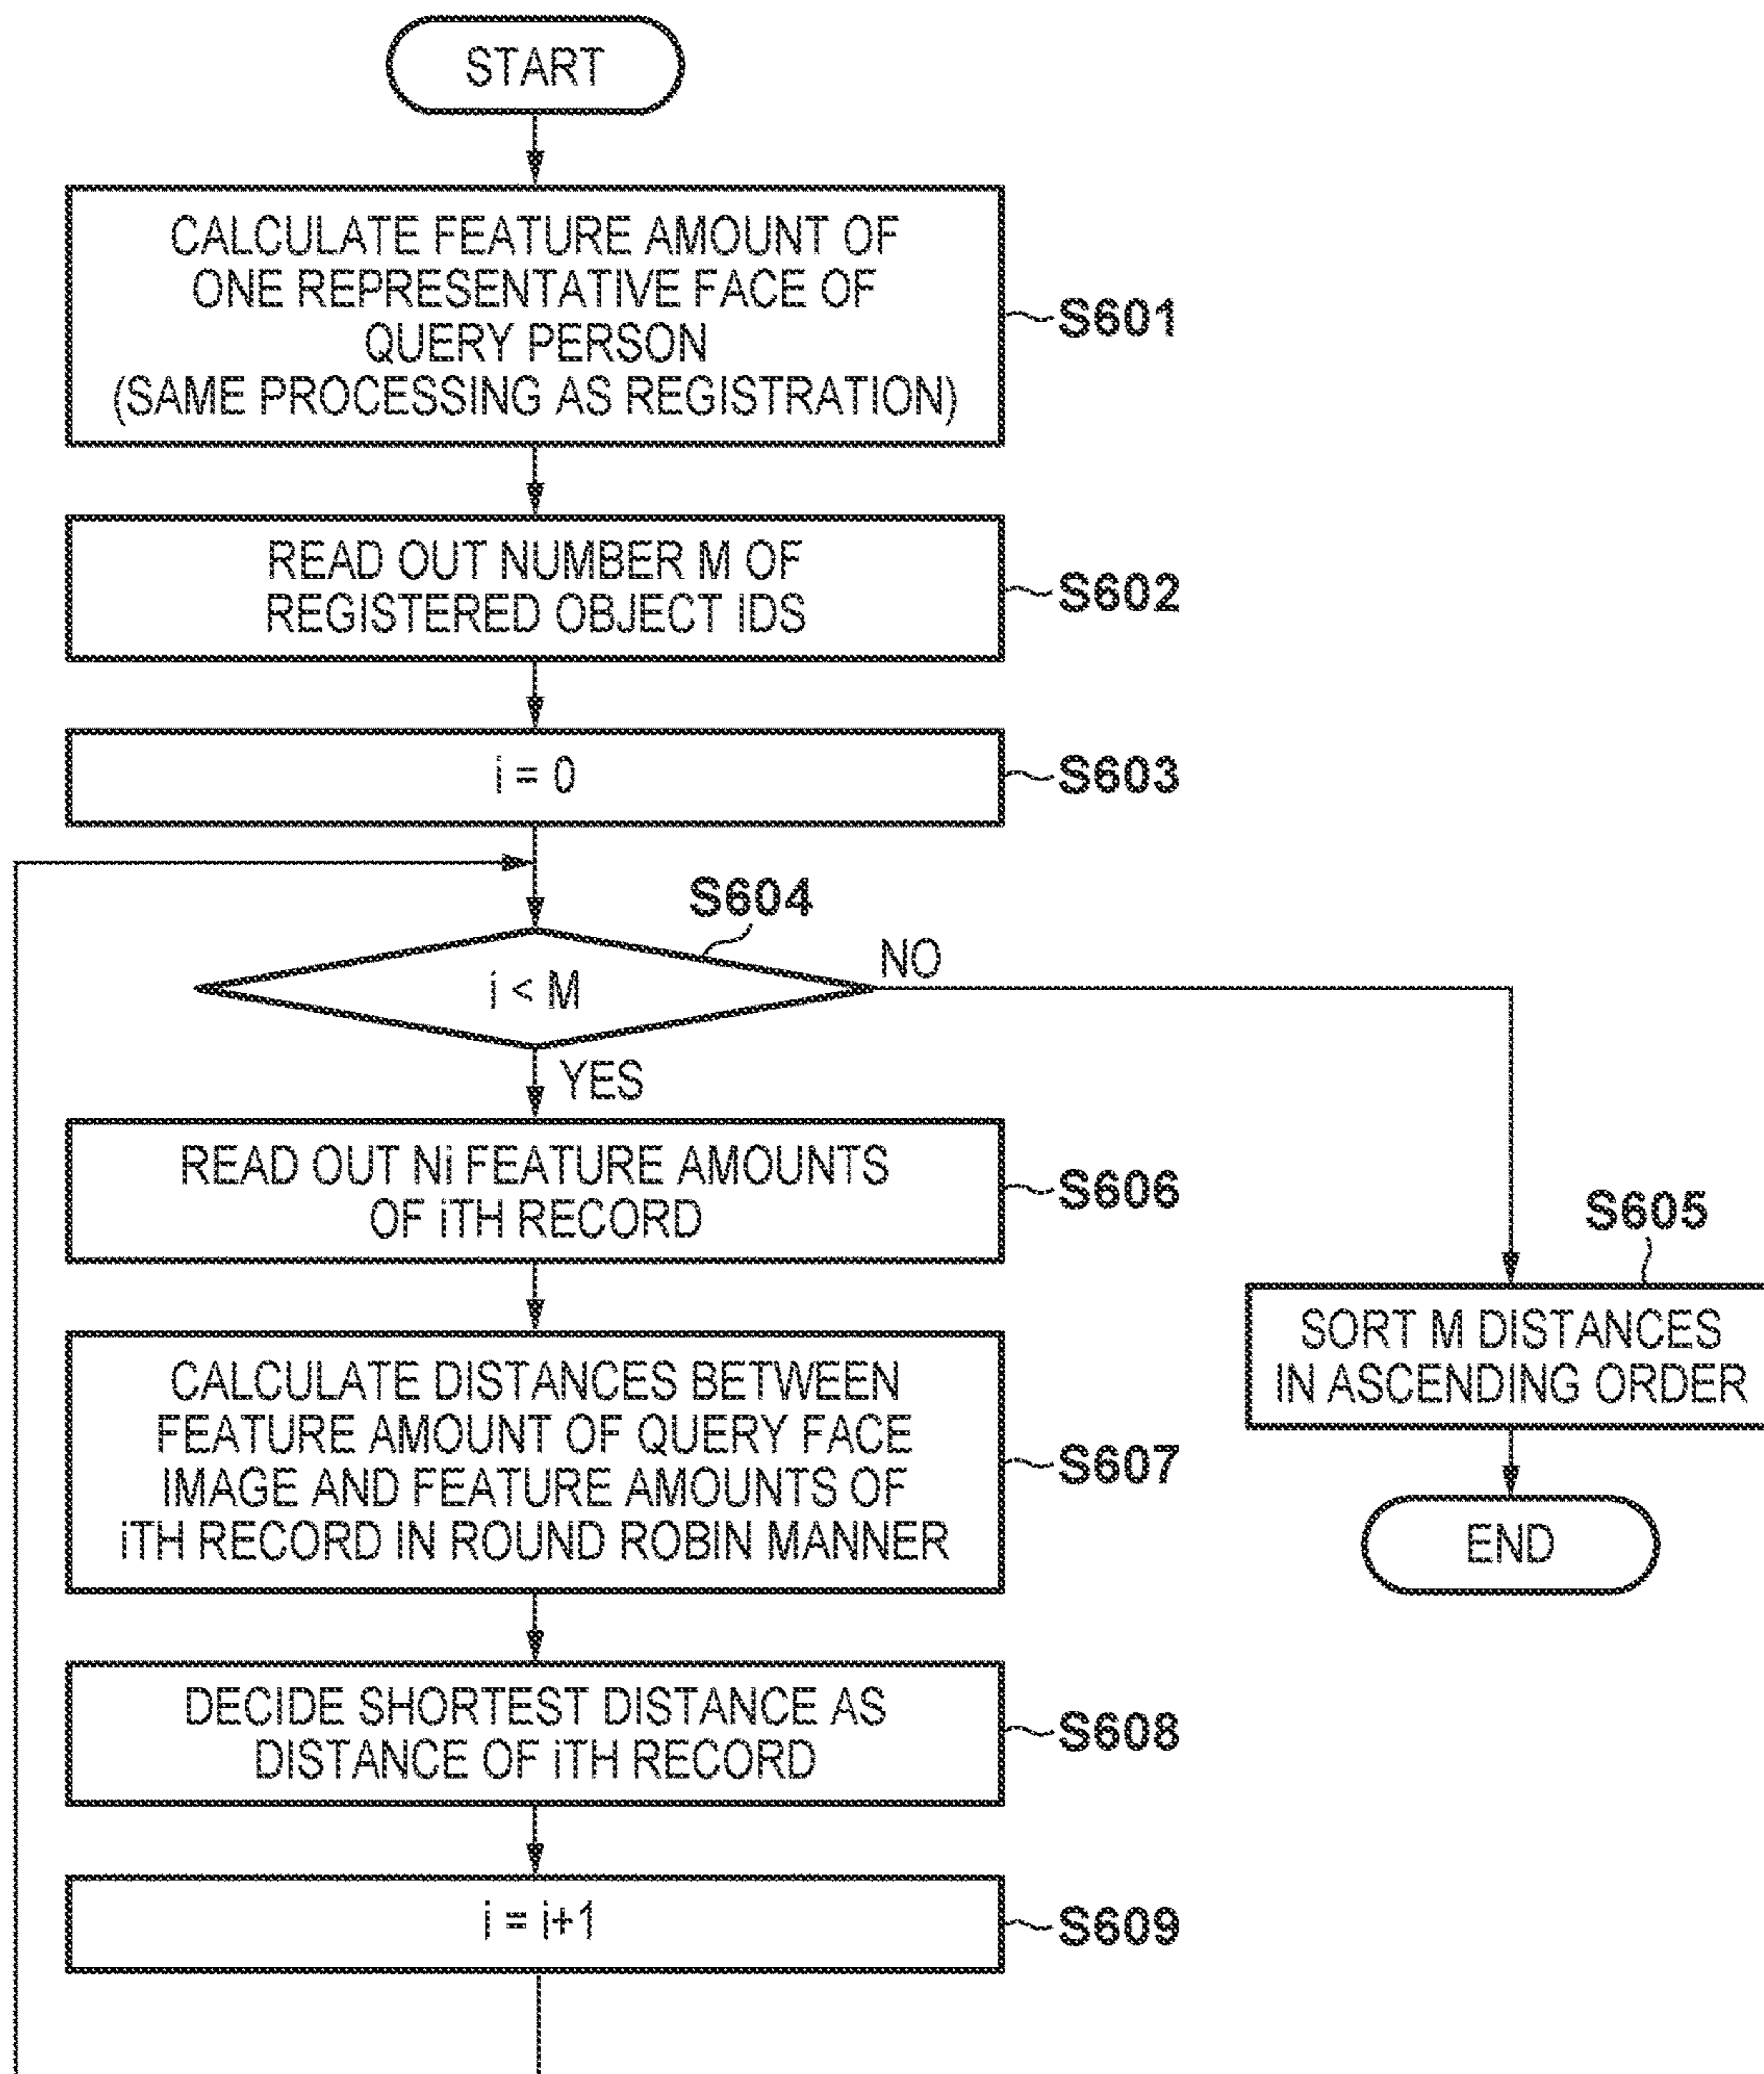 START
CALCULATE FEATURE AMOUNT OF
ONE REPRESENTATIVE FACE OF
QUERY PERSON
(SAME PROCESSING AS REGISTRATION)
S601
READ OUT NUMBER M OF
REGISTERED OBJECT IDS
S602
i = 0
S603
S604
i < M
NO
YES
READ OUT Ni FEATURE AMOUNTS
OF iTH RECORD
S606
S605
SORT M DISTANCES
IN ASCENDING ORDER
CALCULATE DISTANCES BETWEEN
FEATURE AMOUNT OF QUERY FACE
IMAGE AND FEATURE AMOUNTS OF
iTH RECORD IN ROUND ROBIN MANNER
S607
END
DECIDE SHORTEST DISTANCE AS
DISTANCE OF iTH RECORD
S608
i = i+1
S609